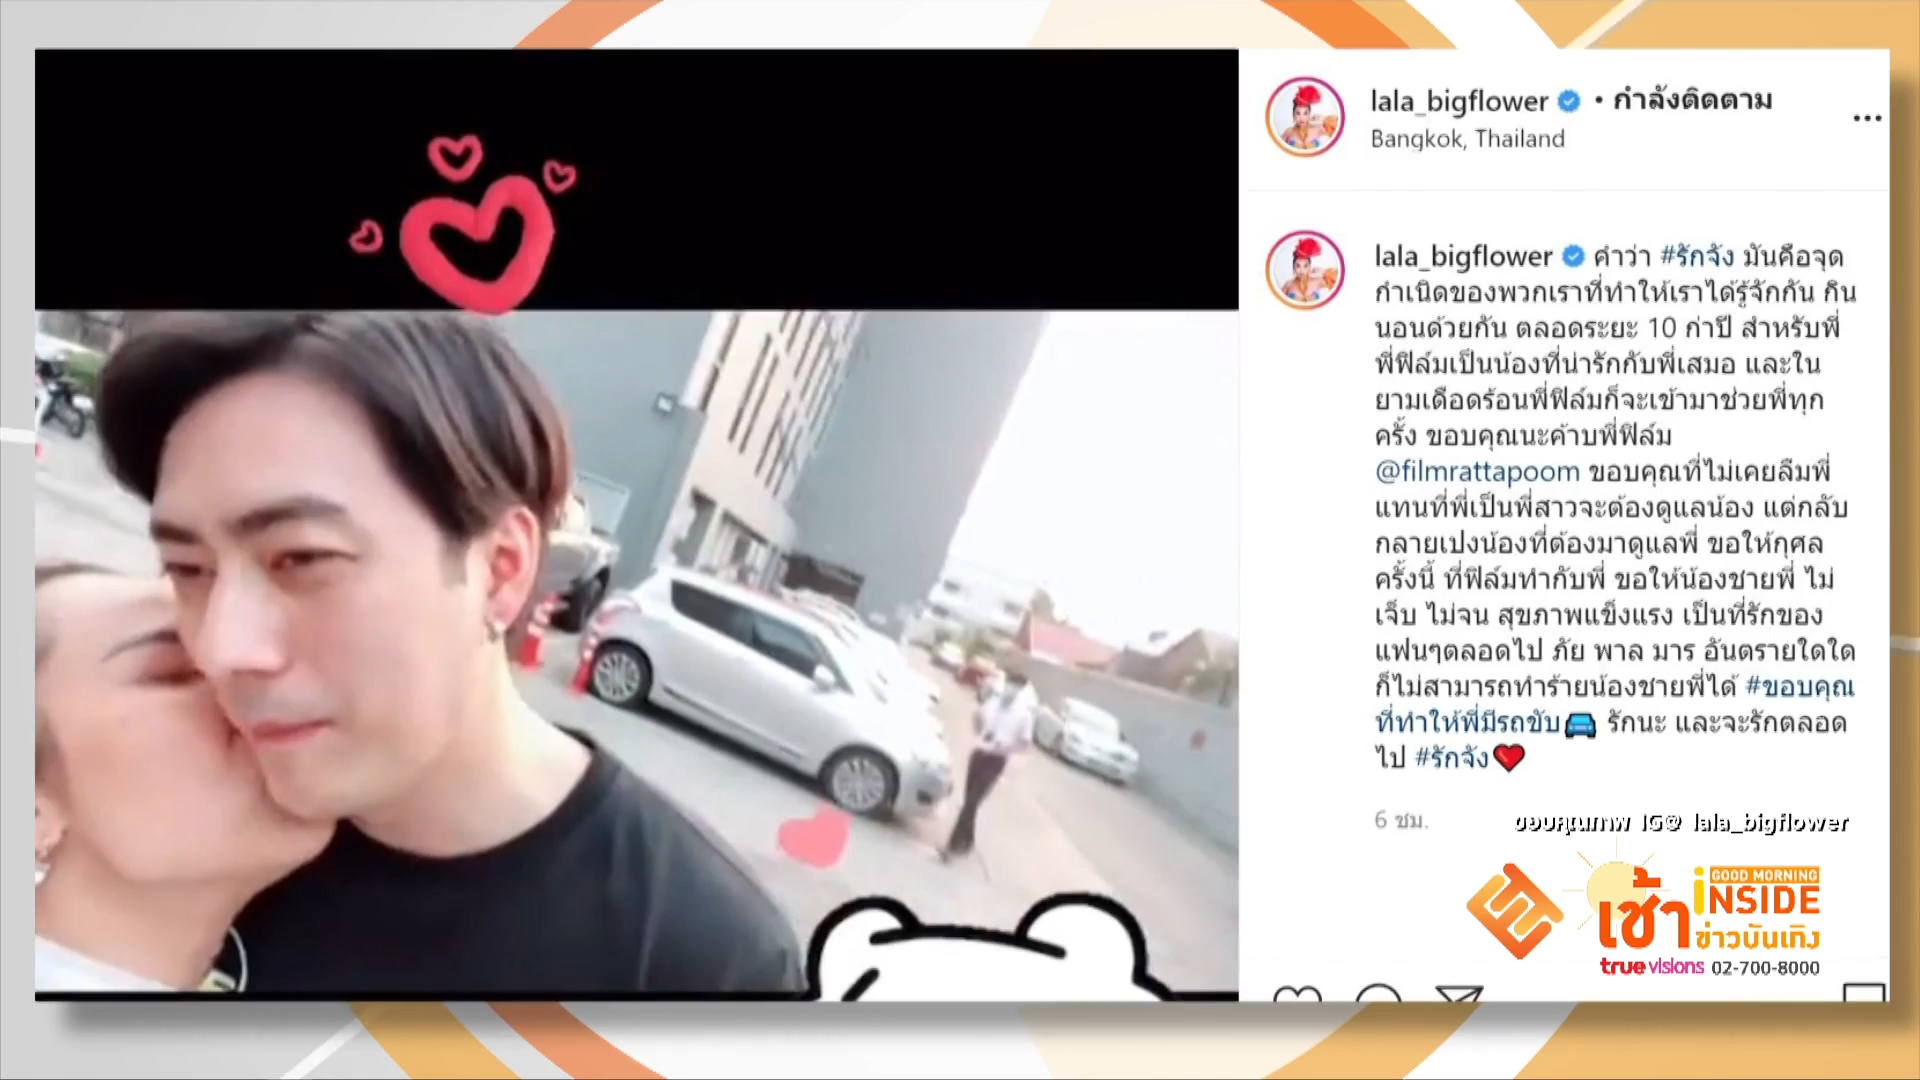 lala_bigflower • กำลังติดตาม
Bangkok, Thailand
...
lala_bigflower คำว่า #รักจัง มันคือจุด
กำเนิดของพวกเราที่ทำให้เราได้รู้จักกัน กิน
นอนด้วยกัน ตลอดระยะ 10 ก่าปี สำหรับพี่
พี่ฟิล์มเป็นน้องที่น่ารักกับพี่เสมอ และใน
ยามเดือดร้อนพี่ฟิล์มก็จะเข้ามาช่วยพี่ทุก
ครั้ง ขอบคุณนะค้าบพี่ฟิล์ม
@filmrattapoom ขอบคุณที่ไม่เคยลืมพี่
แทนที่พี่เป็นพี่สาวจะต้องดูแลน้อง แต่กลับ
กลายเปงน้องที่ต้องมาดูแลพี่ ขอให้กุศล
ครั้งนี้ ที่ฟิล์มทำกับพี่ ขอให้น้องชายพี่ ไม่
เจ็บ ไม่จน สุขภาพแข็งแรง เป็นที่รักของ
แฟนๆตลอดไป ภัย พาล มาร อันตรายใดใด
ก็ไม่สามารถทำร้ายน้องชายพี่ได้ #ขอบคุณ
ที่ทำให้พี่มีรถขับ🚘 รักนะ และจะรักตลอด
ไป #รักจัง❤️
6 ชม.
ขอบคุณภาพ IG@ lala_bigflower
GOOD MORNING
เช้า iNSIDE
ข่าวบันเทิง
true visions 02-700-8000